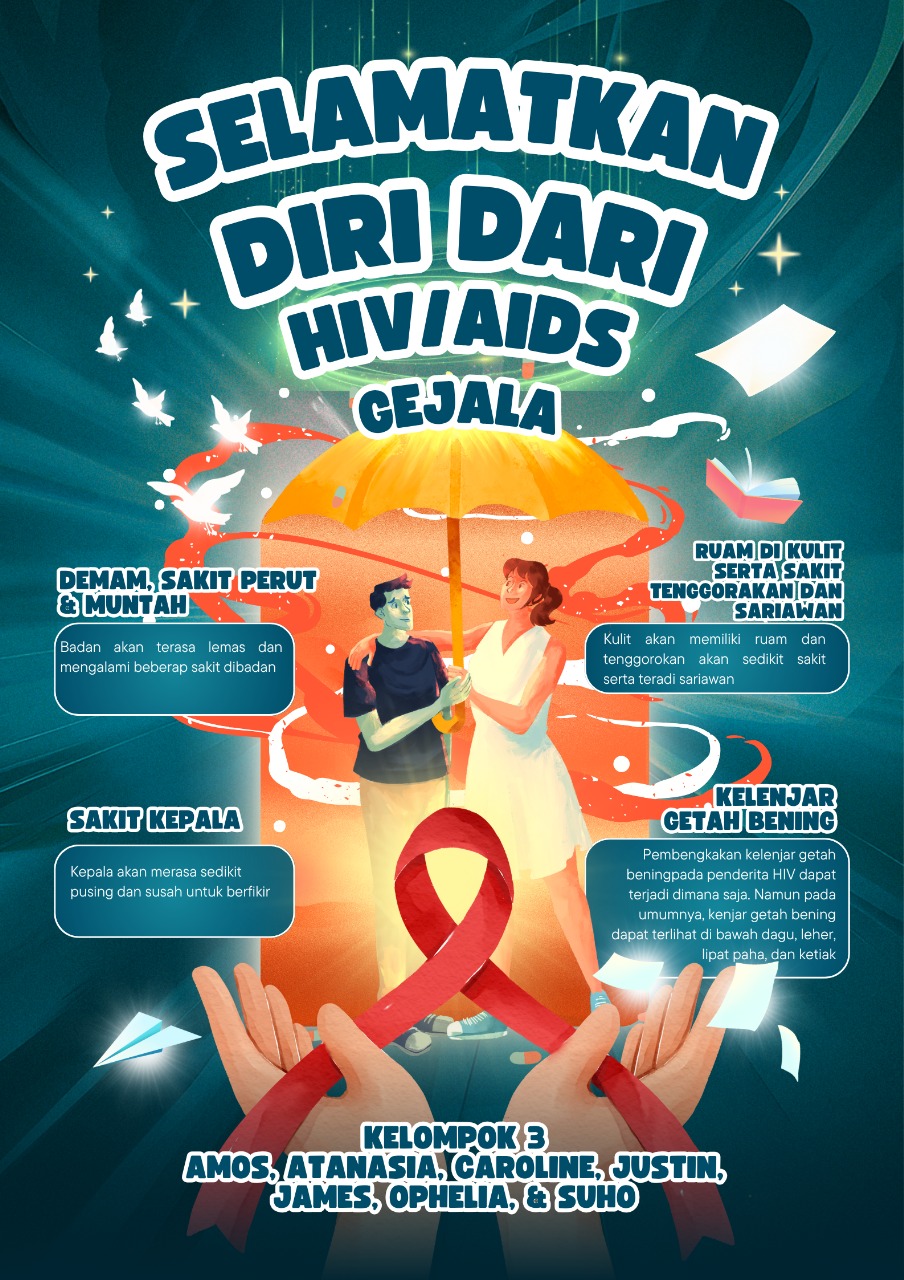 SELAMATKAN
DIRI DARI
HIV/AIDS
GEJALA
DEMAM, SAKIT PERUT
& MUNTAH
Badan akan terasa lemas dan
mengalami beberap sakit dibadan
RUAM DI KULIT
SERTA SAKIT
TENGGORAKAN DAN
SARIAWAN
Kulit akan memiliki ruam dan
tenggorokan akan sedikit sakit
serta teradi sariawan
SAKIT KEPALA
Kepala akan merasa sedikit
pusing dan susah untuk berfikir
KELENJAR
GETAH BENING
Pembengkakan kelenjar getah
beningpada penderita HIV dapat
terjadi dimana saja. Namun pada
umumnya, kenjar getah bening
dapat terlihat di bawah dagu, leher,
lipat paha, dan ketiak
KELOMPOK 3
AMOS, ATANASIA, CAROLINE, JUSTIN,
JAMES, OPHELIA, & SUHO